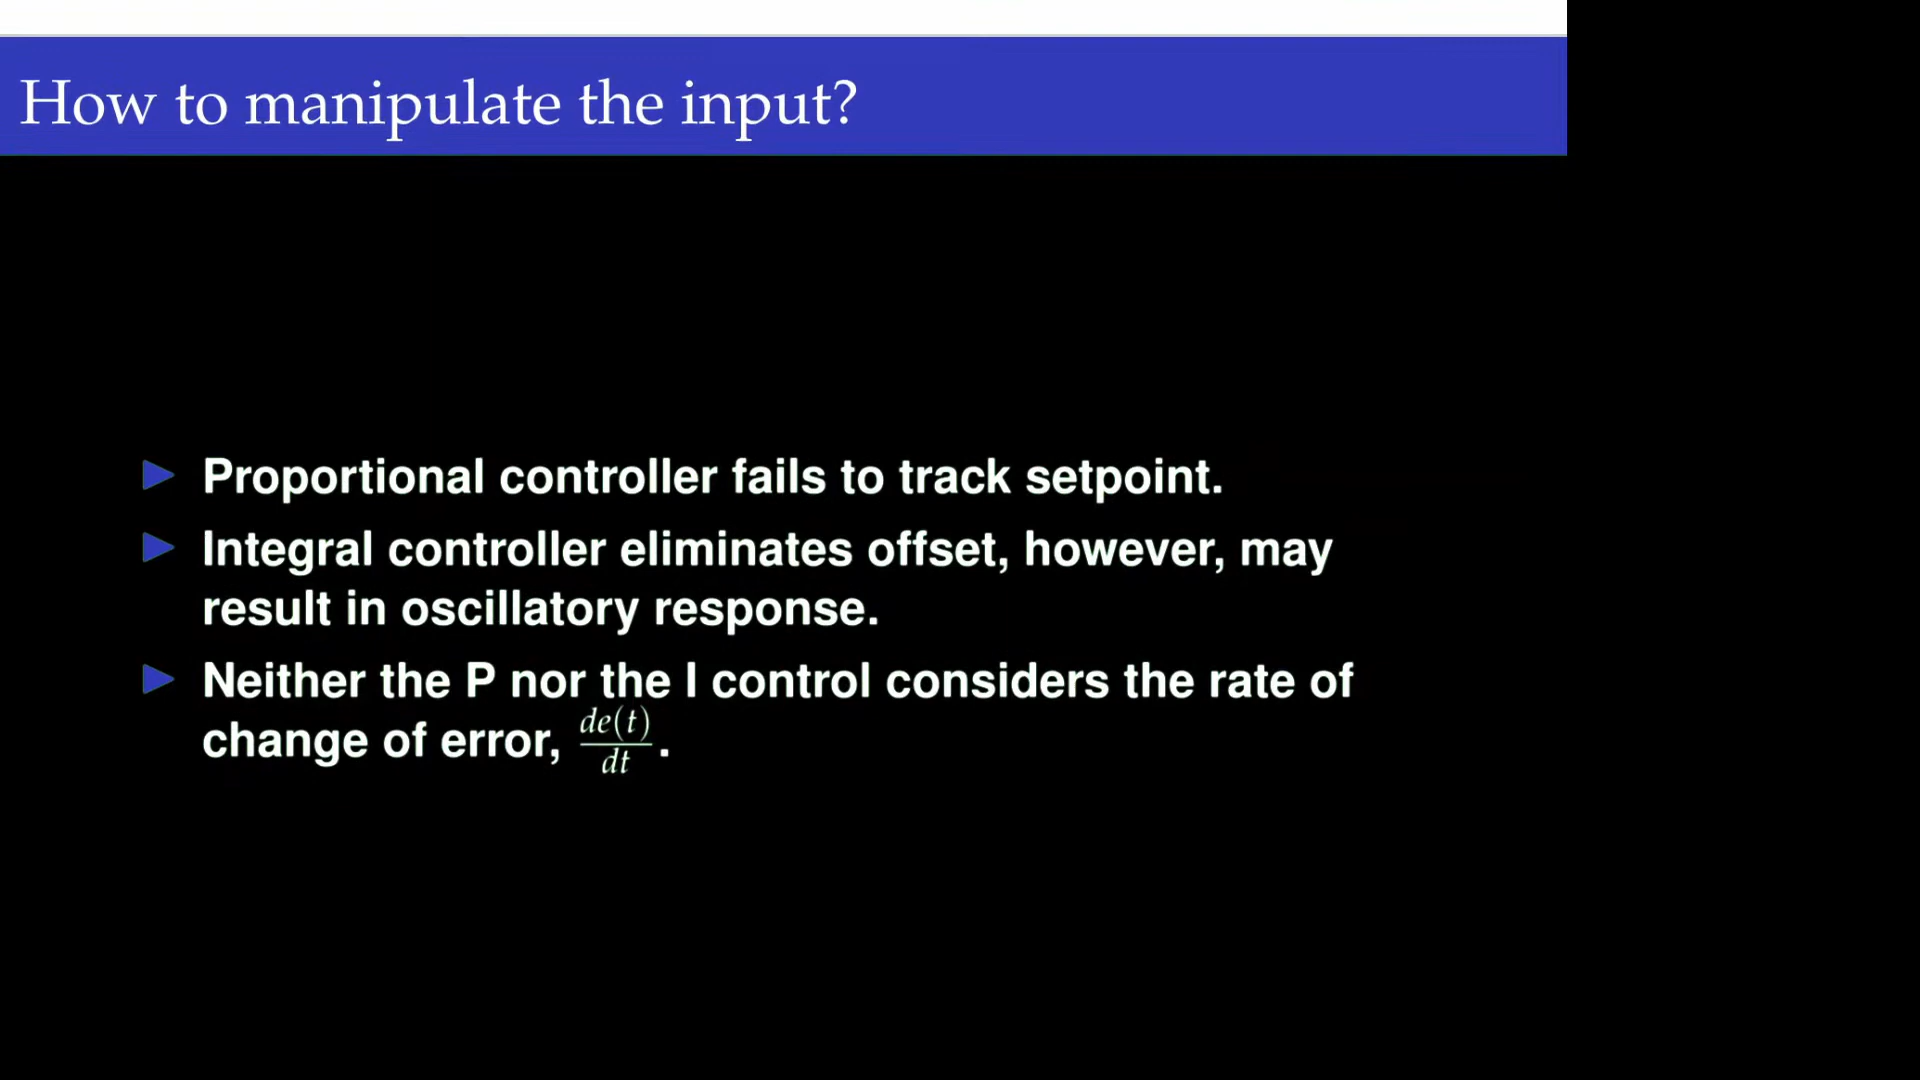 How to manipulate the input?
Proportional controller fails to track setpoint.
Integral controller eliminates offset, however, may
result in oscillatory response.
Neither the P nor the I control considers the rate of
change of error, \frac{de(t)}{dt}.